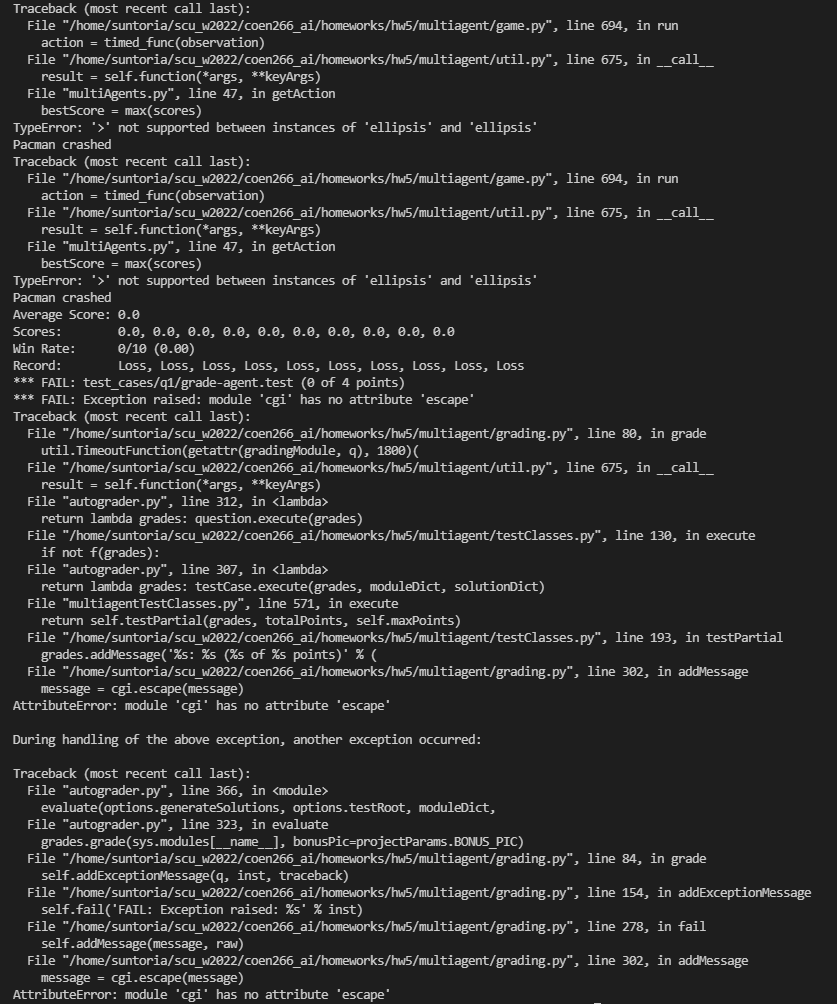 Traceback (most recent call last):
  File "/home/suntoria/scu_w2022/coen266_ai/homeworks/hw5/multiagent/game.py", line 694, in run
    action = timed_func(observation)
  File "/home/suntoria/scu_w2022/coen266_ai/homeworks/hw5/multiagent/util.py", line 675, in __call__
    result = self.function(*args, **keyArgs)
  File "multiAgents.py", line 47, in getAction
    bestScore = max(scores)
TypeError: '>' not supported between instances of 'ellipsis' and 'ellipsis'
Pacman crashed
Traceback (most recent call last):
  File "/home/suntoria/scu_w2022/coen266_ai/homeworks/hw5/multiagent/game.py", line 694, in run
    action = timed_func(observation)
  File "/home/suntoria/scu_w2022/coen266_ai/homeworks/hw5/multiagent/util.py", line 675, in __call__
    result = self.function(*args, **keyArgs)
  File "multiAgents.py", line 47, in getAction
    bestScore = max(scores)
TypeError: '>' not supported between instances of 'ellipsis' and 'ellipsis'
Pacman crashed
Average Score: 0.0
Scores:        0.0, 0.0, 0.0, 0.0, 0.0, 0.0, 0.0, 0.0, 0.0, 0.0
Win Rate:      0/10 (0.00)
Record:        Loss, Loss, Loss, Loss, Loss, Loss, Loss, Loss, Loss, Loss
*** FAIL: test_cases/q1/grade-agent.test (0 of 4 points)
*** FAIL: Exception raised: module 'cgi' has no attribute 'escape'
Traceback (most recent call last):
  File "/home/suntoria/scu_w2022/coen266_ai/homeworks/hw5/multiagent/grading.py", line 80, in grade
    util.TimeoutFunction(getattr(gradingModule, q), 1800)(
  File "/home/suntoria/scu_w2022/coen266_ai/homeworks/hw5/multiagent/util.py", line 675, in __call__
    result = self.function(*args, **keyArgs)
  File "autograder.py", line 312, in <lambda>
    return lambda grades: question.execute(grades)
  File "/home/suntoria/scu_w2022/coen266_ai/homeworks/hw5/multiagent/testClasses.py", line 130, in execute
    if not f(grades):
  File "autograder.py", line 307, in <lambda>
    return lambda grades: testCase.execute(grades, moduleDict, solutionDict)
  File "multiagentTestClasses.py", line 571, in execute
    return self.testPartial(grades, totalPoints, self.maxPoints)
  File "/home/suntoria/scu_w2022/coen266_ai/homeworks/hw5/multiagent/testClasses.py", line 193, in testPartial
    grades.addMessage('%s: %s (%s of %s points)' % (
  File "/home/suntoria/scu_w2022/coen266_ai/homeworks/hw5/multiagent/grading.py", line 302, in addMessage
    message = cgi.escape(message)
AttributeError: module 'cgi' has no attribute 'escape'

During handling of the above exception, another exception occurred:

Traceback (most recent call last):
  File "autograder.py", line 366, in <module>
    evaluate(options.generateSolutions, options.testRoot, moduleDict,
  File "autograder.py", line 323, in evaluate
    grades.grade(sys.modules[__name__], bonusPic=projectParams.BONUS_PIC)
  File "/home/suntoria/scu_w2022/coen266_ai/homeworks/hw5/multiagent/grading.py", line 84, in grade
    self.addExceptionMessage(q, inst, traceback)
  File "/home/suntoria/scu_w2022/coen266_ai/homeworks/hw5/multiagent/grading.py", line 154, in addExceptionMessage
    self.fail('FAIL: Exception raised: %s' % inst)
  File "/home/suntoria/scu_w2022/coen266_ai/homeworks/hw5/multiagent/grading.py", line 278, in fail
    self.addMessage(message, raw)
  File "/home/suntoria/scu_w2022/coen266_ai/homeworks/hw5/multiagent/grading.py", line 302, in addMessage
    message = cgi.escape(message)
AttributeError: module 'cgi' has no attribute 'escape'